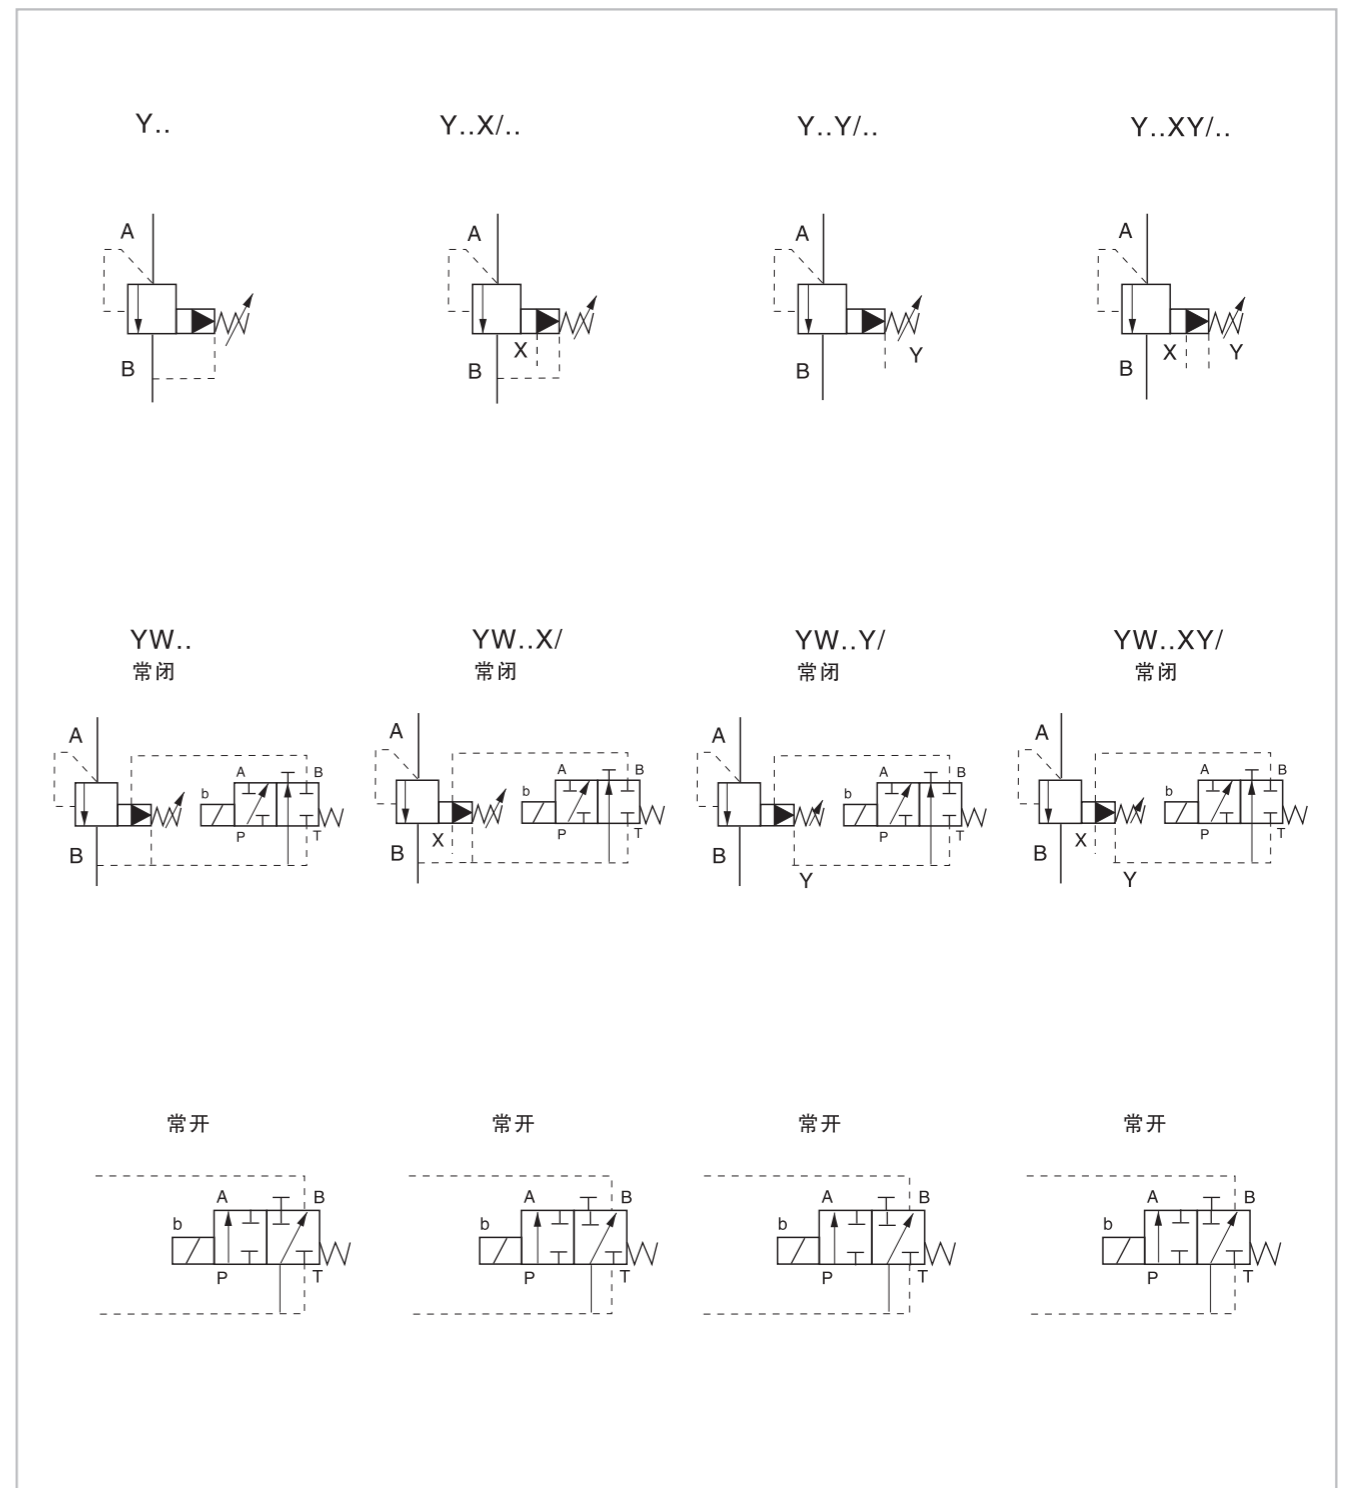 Y.. Y..X/.. Y..Y/.. Y..XY/..
A A A A
X X
B B B Y B Y
YW.. YW..X/ YW..Y/ YW..XY/
常闭 常闭 常闭 常闭
A A A A
A B A B A B A B
b b b b
P T X P T P T X P T
B B B Y B Y
常开 常开 常开 常开
A B A B A B A B
b b b b
P T P T P T P T